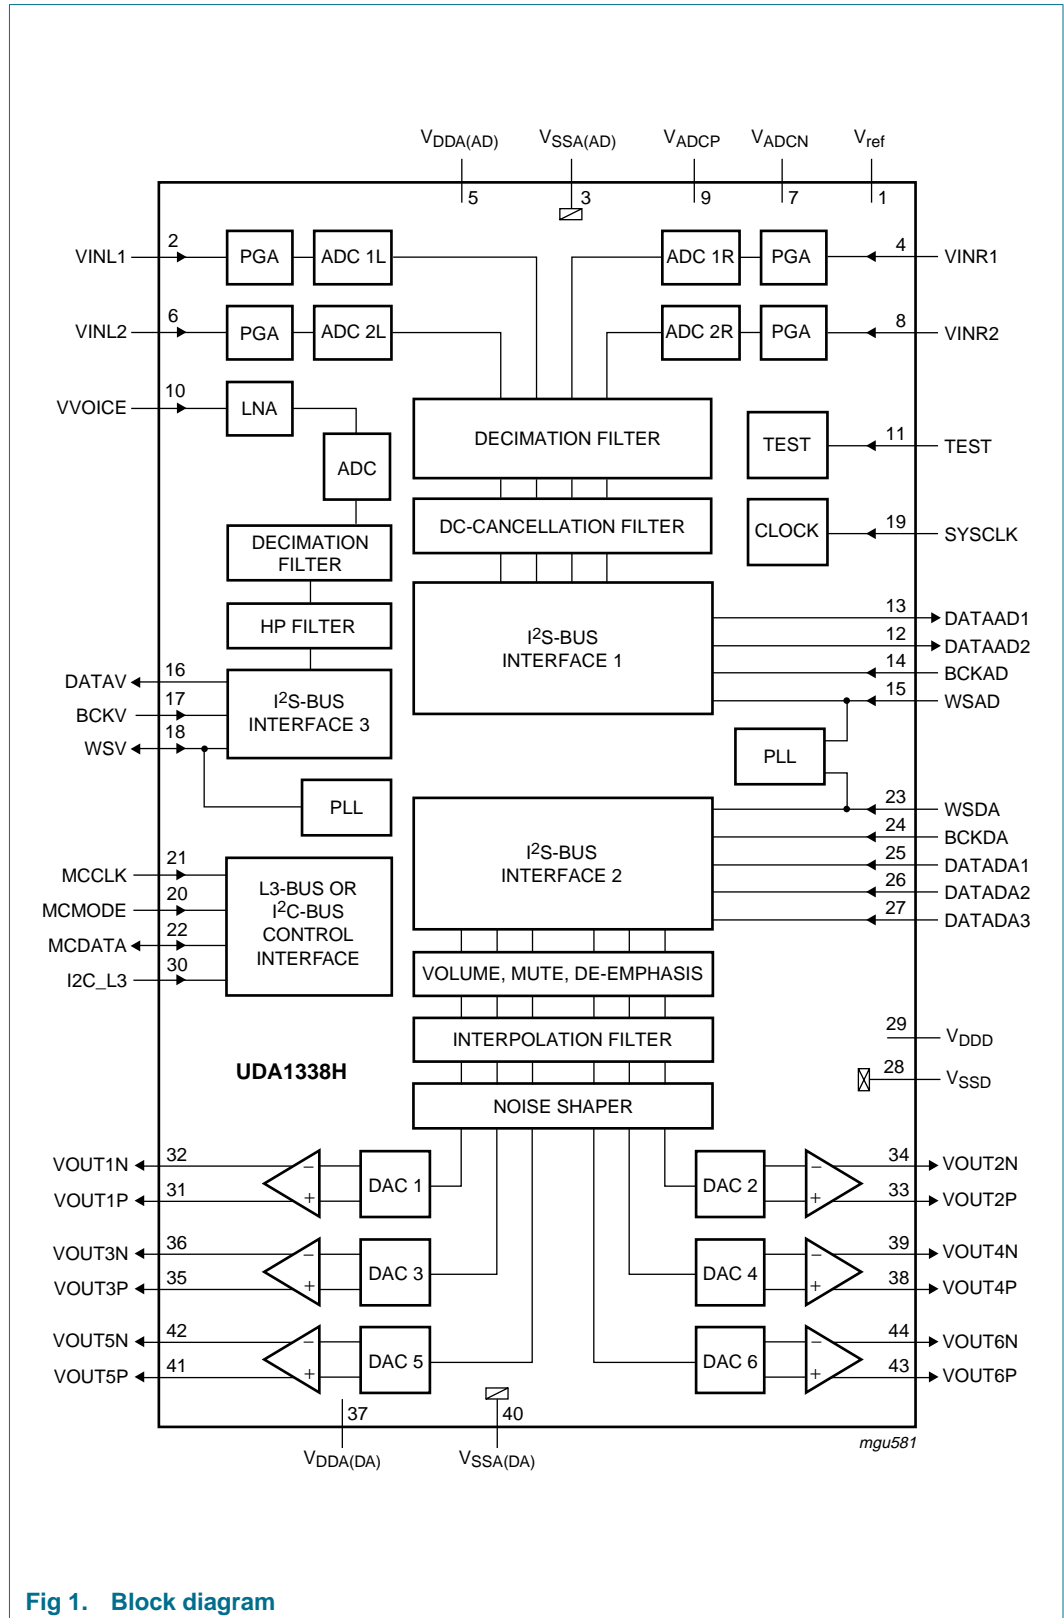 VDDA(AD) VSSA(AD) VADCP VADCN Vref
5 3 9 7 1
VINL1 2 PGA ADC 1L ADC 1R PGA 4 VINR1
VINL2 6 PGA ADC 2L ADC 2R PGA 8 VINR2
VVOICE 10 LNA
DECIMATION FILTER
TEST 11 TEST
ADC
DC-CANCELLATION FILTER
CLOCK 19 SYSCLK
DECIMATION
FILTER
HP FILTER
I2S-BUS
INTERFACE 1
13 DATAAD1
12 DATAAD2
14 BCKAD
15 WSAD
DATAV 16
BCKV 17
WSV 18
I2S-BUS
INTERFACE 3
PLL
PLL
I2S-BUS
INTERFACE 2
23 WSDA
24 BCKDA
25 DATADA1
26 DATADA2
27 DATADA3
MCCLK 21
MCMODE 20
MCDATA 22
I2C_L3 30
L3-BUS OR
I2C-BUS
CONTROL
INTERFACE
VOLUME, MUTE, DE-EMPHASIS
INTERPOLATION FILTER
29 VDDD
UDA1338H
28 VSSD
NOISE SHAPER
VOUT1N 32 − DAC 1 DAC 2 − 34 VOUT2N
VOUT1P 31 + + 33 VOUT2P
VOUT3N 36 − DAC 3 DAC 4 − 39 VOUT4N
VOUT3P 35 + + 38 VOUT4P
VOUT5N 42 − DAC 5 DAC 6 − 44 VOUT6N
VOUT5P 41 + + 43 VOUT6P
37 40
VDDA(DA) VSSA(DA)
mgu581
Fig 1. Block diagram